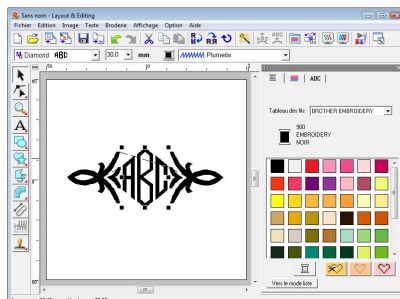 Sans nom - Layout & Editing
Fichier Edition Image Texte Broderie Affichage Option Aide
Diamond ABC 30.0 mm Plumetis
ABC
Tableau des fils: BROTHER EMBROIDERY
900
EMBROIDERY
NOIR
ABC
Vers le mode liste